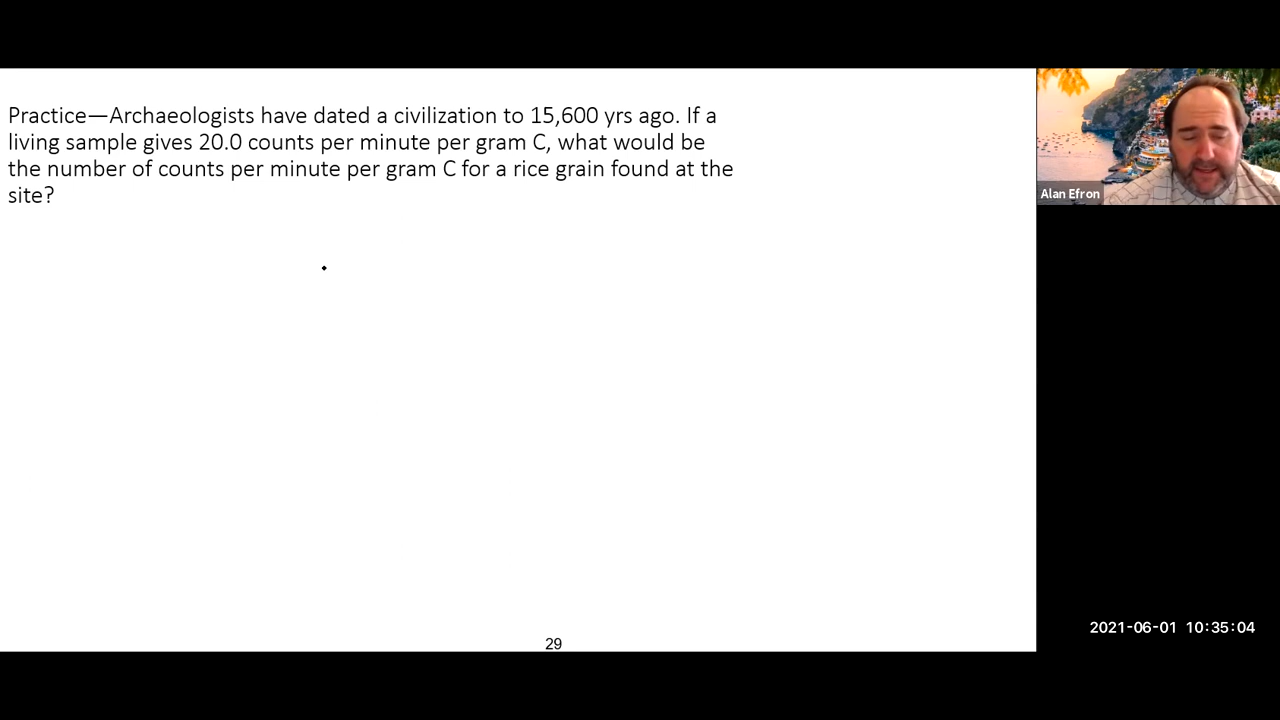 Practice—Archaeologists have dated a civilization to 15,600 yrs ago. If a
living sample gives 20.0 counts per minute per gram C, what would be
the number of counts per minute per gram C for a rice grain found at the
site?
Alan Efron
29
2021-06-01 10:35:04